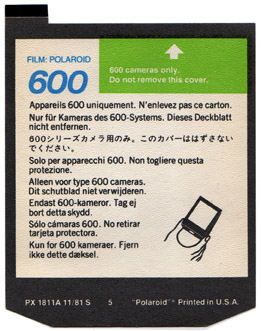 FILM: POLAROID
600
600 cameras only.
Do not remove this cover.
Appareils 600 uniquement. N'enlevez pas ce carton.
Nur für Kameras des 600-Systems. Dieses Deckblatt
nicht entfernen.
600シリーズカメラ用のみ。このカバーははずさない
でください。
Solo per apparecchi 600. Non togliere questa
protezione.
Alleen voor type 600 cameras.
Dit schutblad niet verwijderen.
Endast 600-kameror. Tag ej
bort detta skydd.
Sólo cámaras 600. No retirar
tarjeta protectora.
Kun for 600 kameraer. Fjern
ikke dette dæksel.
PX 1811A 11/81 S 5 "Polaroid"® Printed in U.S.A.